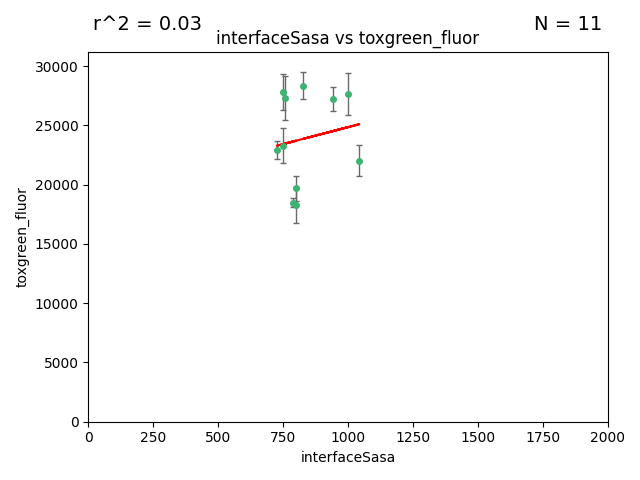 r^2 = 0.03
N = 11
interfaceSasa vs toxgreen_fluor
30000
25000
20000
15000
10000
5000
0
toxgreen_fluor
0 250 500 750 1000 1250 1500 1750 2000
interfaceSasa